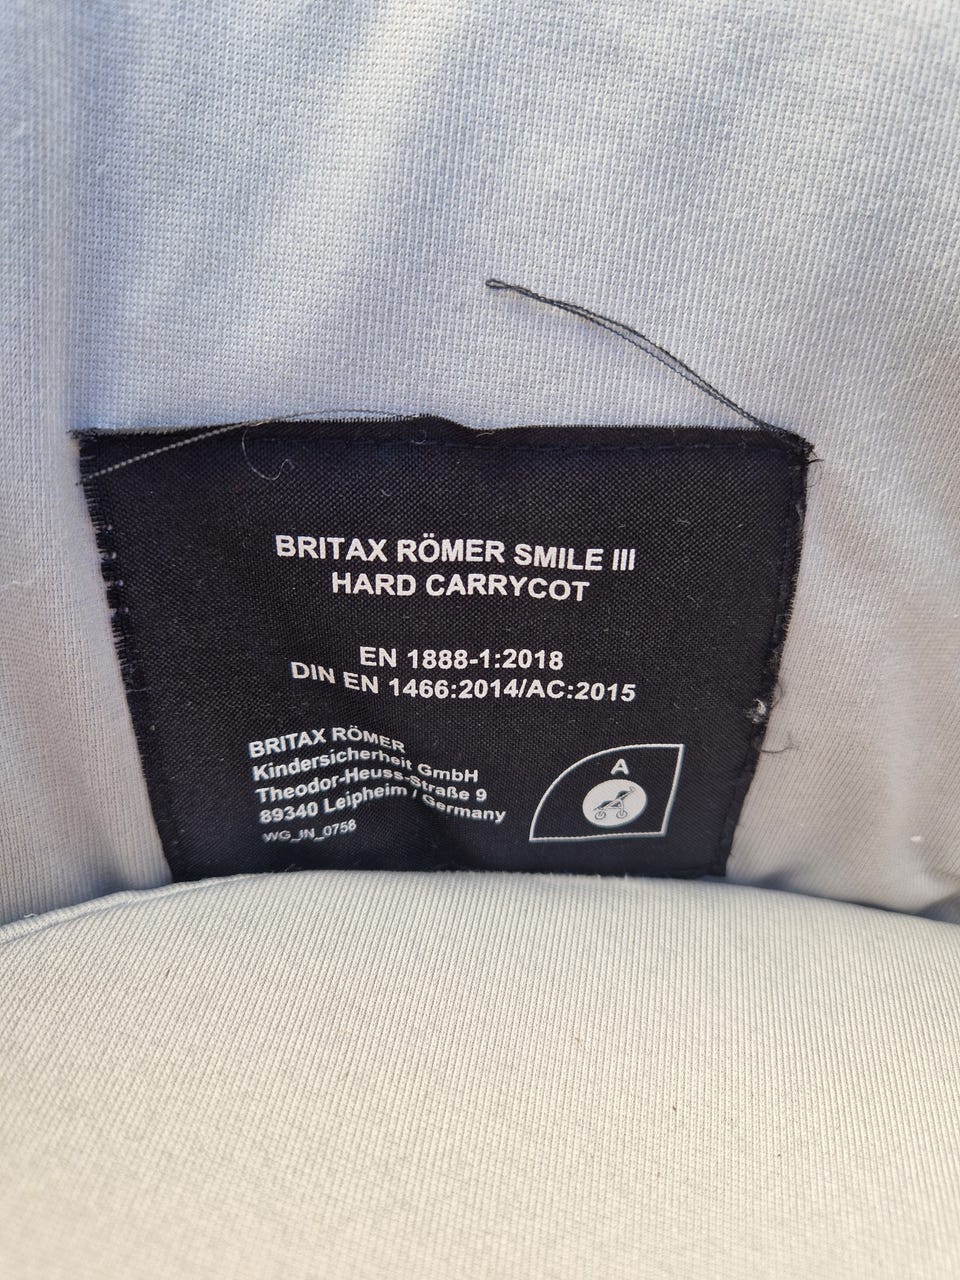 BRITAX RÖMER SMILE III
HARD CARRYCOT
EN 1888-1:2018
DIN EN 1466:2014/AC:2015
BRITAX RÖMER
Kindersicherheit GmbH
Theodor-Heuss-Straße 9
89340 Leipheim / Germany
WG_IN_0756
A